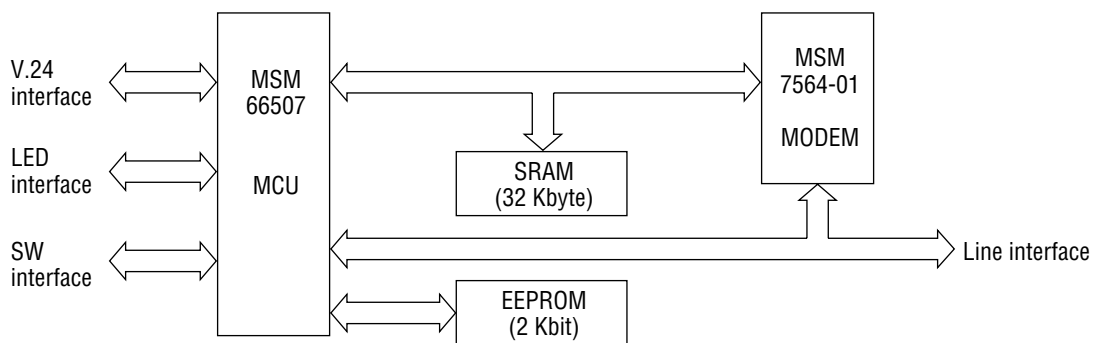 V.24
interface
LED
interface
SW
interface
MSM
66507
MCU
SRAM
(32 Kbyte)
EEPROM
(2 Kbit)
MSM
7564-01
MODEM
Line interface